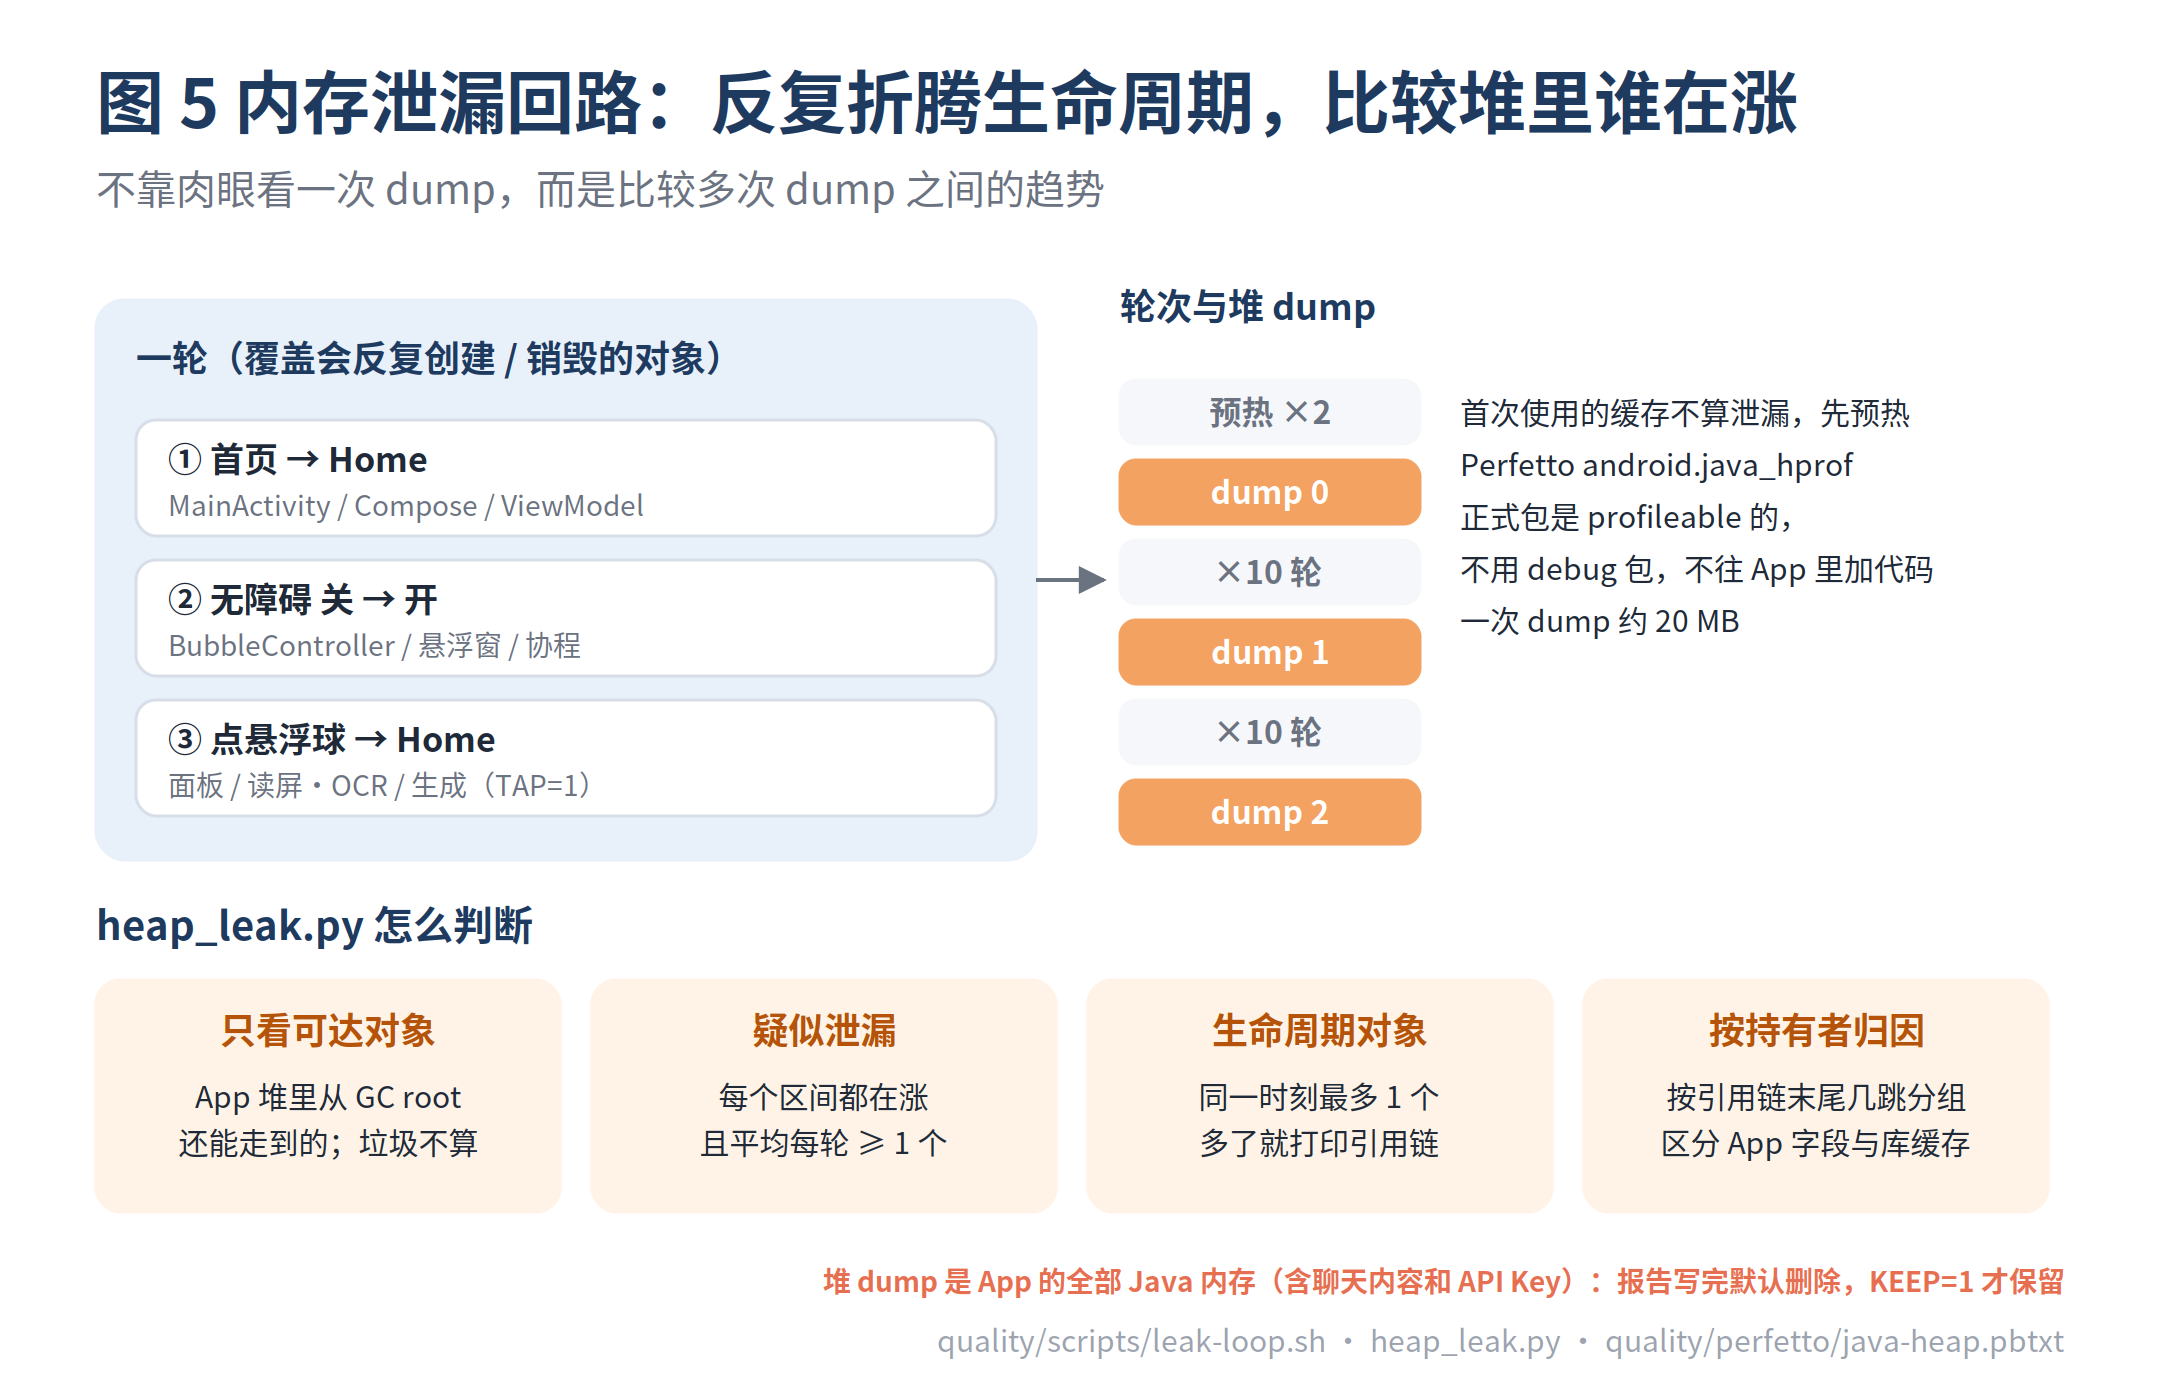 图 5 内存泄漏回路：反复折腾生命周期，比较堆里谁在涨
不靠肉眼看一次 dump，而是比较多次 dump 之间的趋势
一轮（覆盖会反复创建 / 销毁的对象）
① 首页 → Home
MainActivity / Compose / ViewModel
② 无障碍 关 → 开
BubbleController / 悬浮窗 / 协程
③ 点悬浮球 → Home
面板 / 读屏・OCR / 生成（TAP=1）
轮次与堆 dump
预热 ×2
dump 0
×10 轮
dump 1
×10 轮
dump 2
首次使用的缓存不算泄漏，先预热
Perfetto android.java_hprof
正式包是 profileable 的，
不用 debug 包，不往 App 里加代码
一次 dump 约 20 MB
heap_leak.py 怎么判断
只看可达对象
App 堆里从 GC root
还能走到的；垃圾不算
疑似泄漏
每个区间都在涨
且平均每轮 ≥ 1 个
生命周期对象
同一时刻最多 1 个
多了就打印引用链
按持有者归因
按引用链末尾几跳分组
区分 App 字段与库缓存
堆 dump 是 App 的全部 Java 内存（含聊天内容和 API Key）：报告写完默认删除，KEEP=1 才保留
quality/scripts/leak-loop.sh ・ heap_leak.py ・ quality/perfetto/java-heap.pbtxt